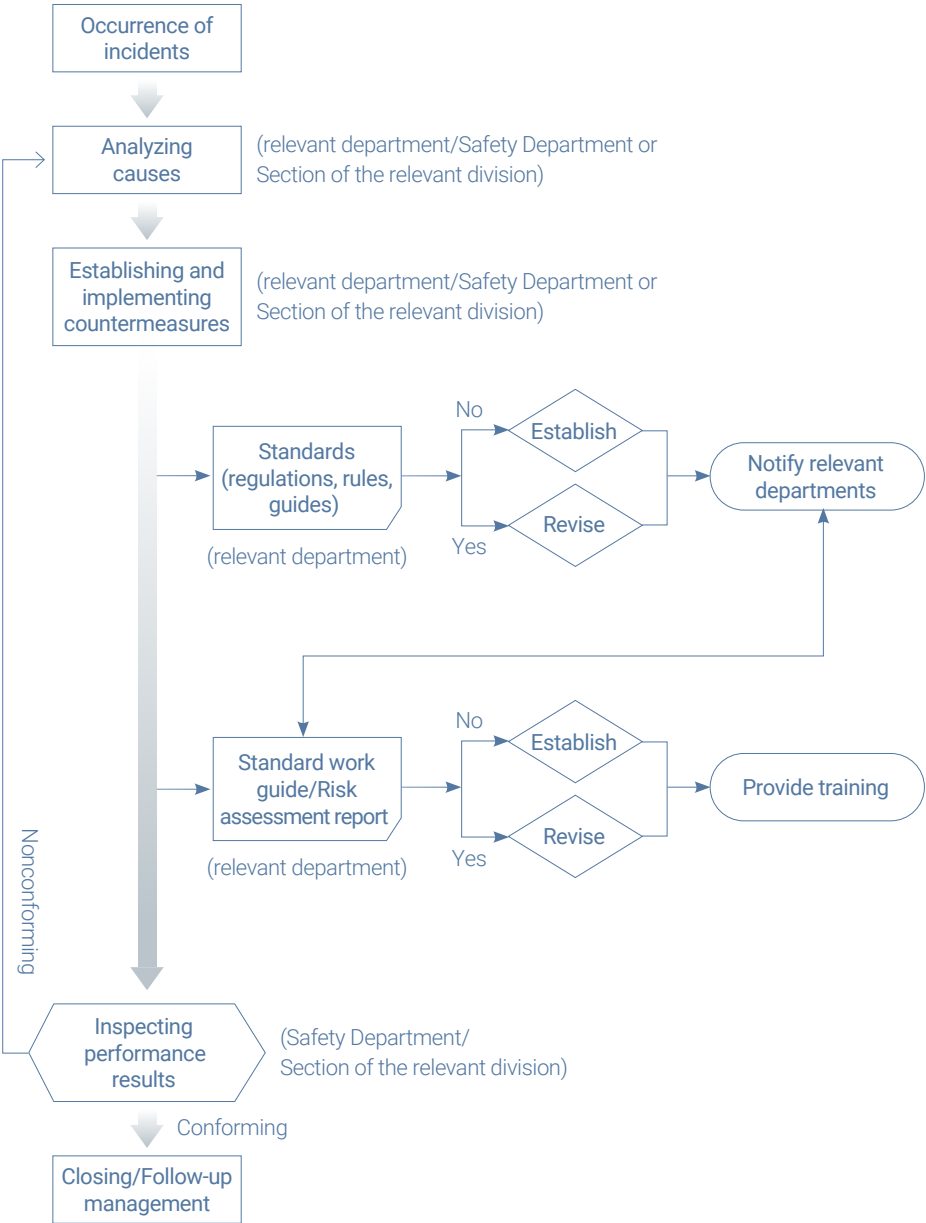 Occurrence of
incidents
Analyzing
causes
(relevant department/Safety Department or
Section of the relevant division)
Establishing and
implementing
countermeasures
(relevant department/Safety Department or
Section of the relevant division)
Standards
(regulations, rules,
guides)
(relevant department)
No
Establish
Yes
Revise
Notify relevant
departments
Standard work
guide/Risk
assessment report
(relevant department)
No
Establish
Yes
Revise
Provide training
Nonconforming
Inspecting
performance
results
(Safety Department/
Section of the relevant division)
Conforming
Closing/Follow-up
management